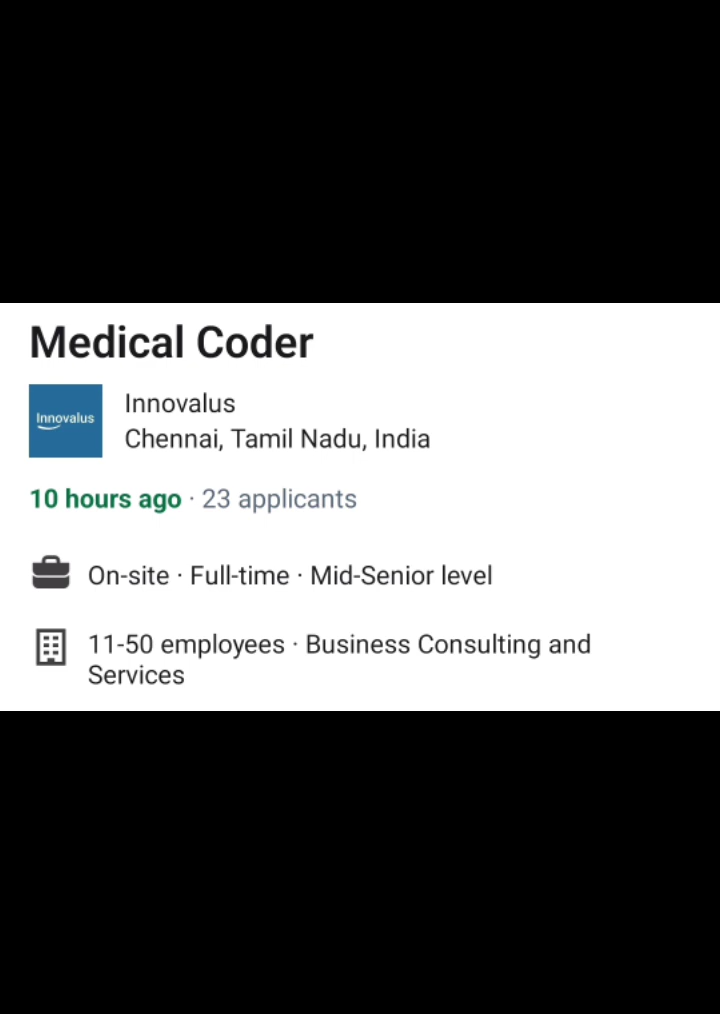 Medical Coder
Innovalus
Innovalus
Chennai, Tamil Nadu, India
10 hours ago · 23 applicants
On-site · Full-time · Mid-Senior level
11-50 employees · Business Consulting and
Services